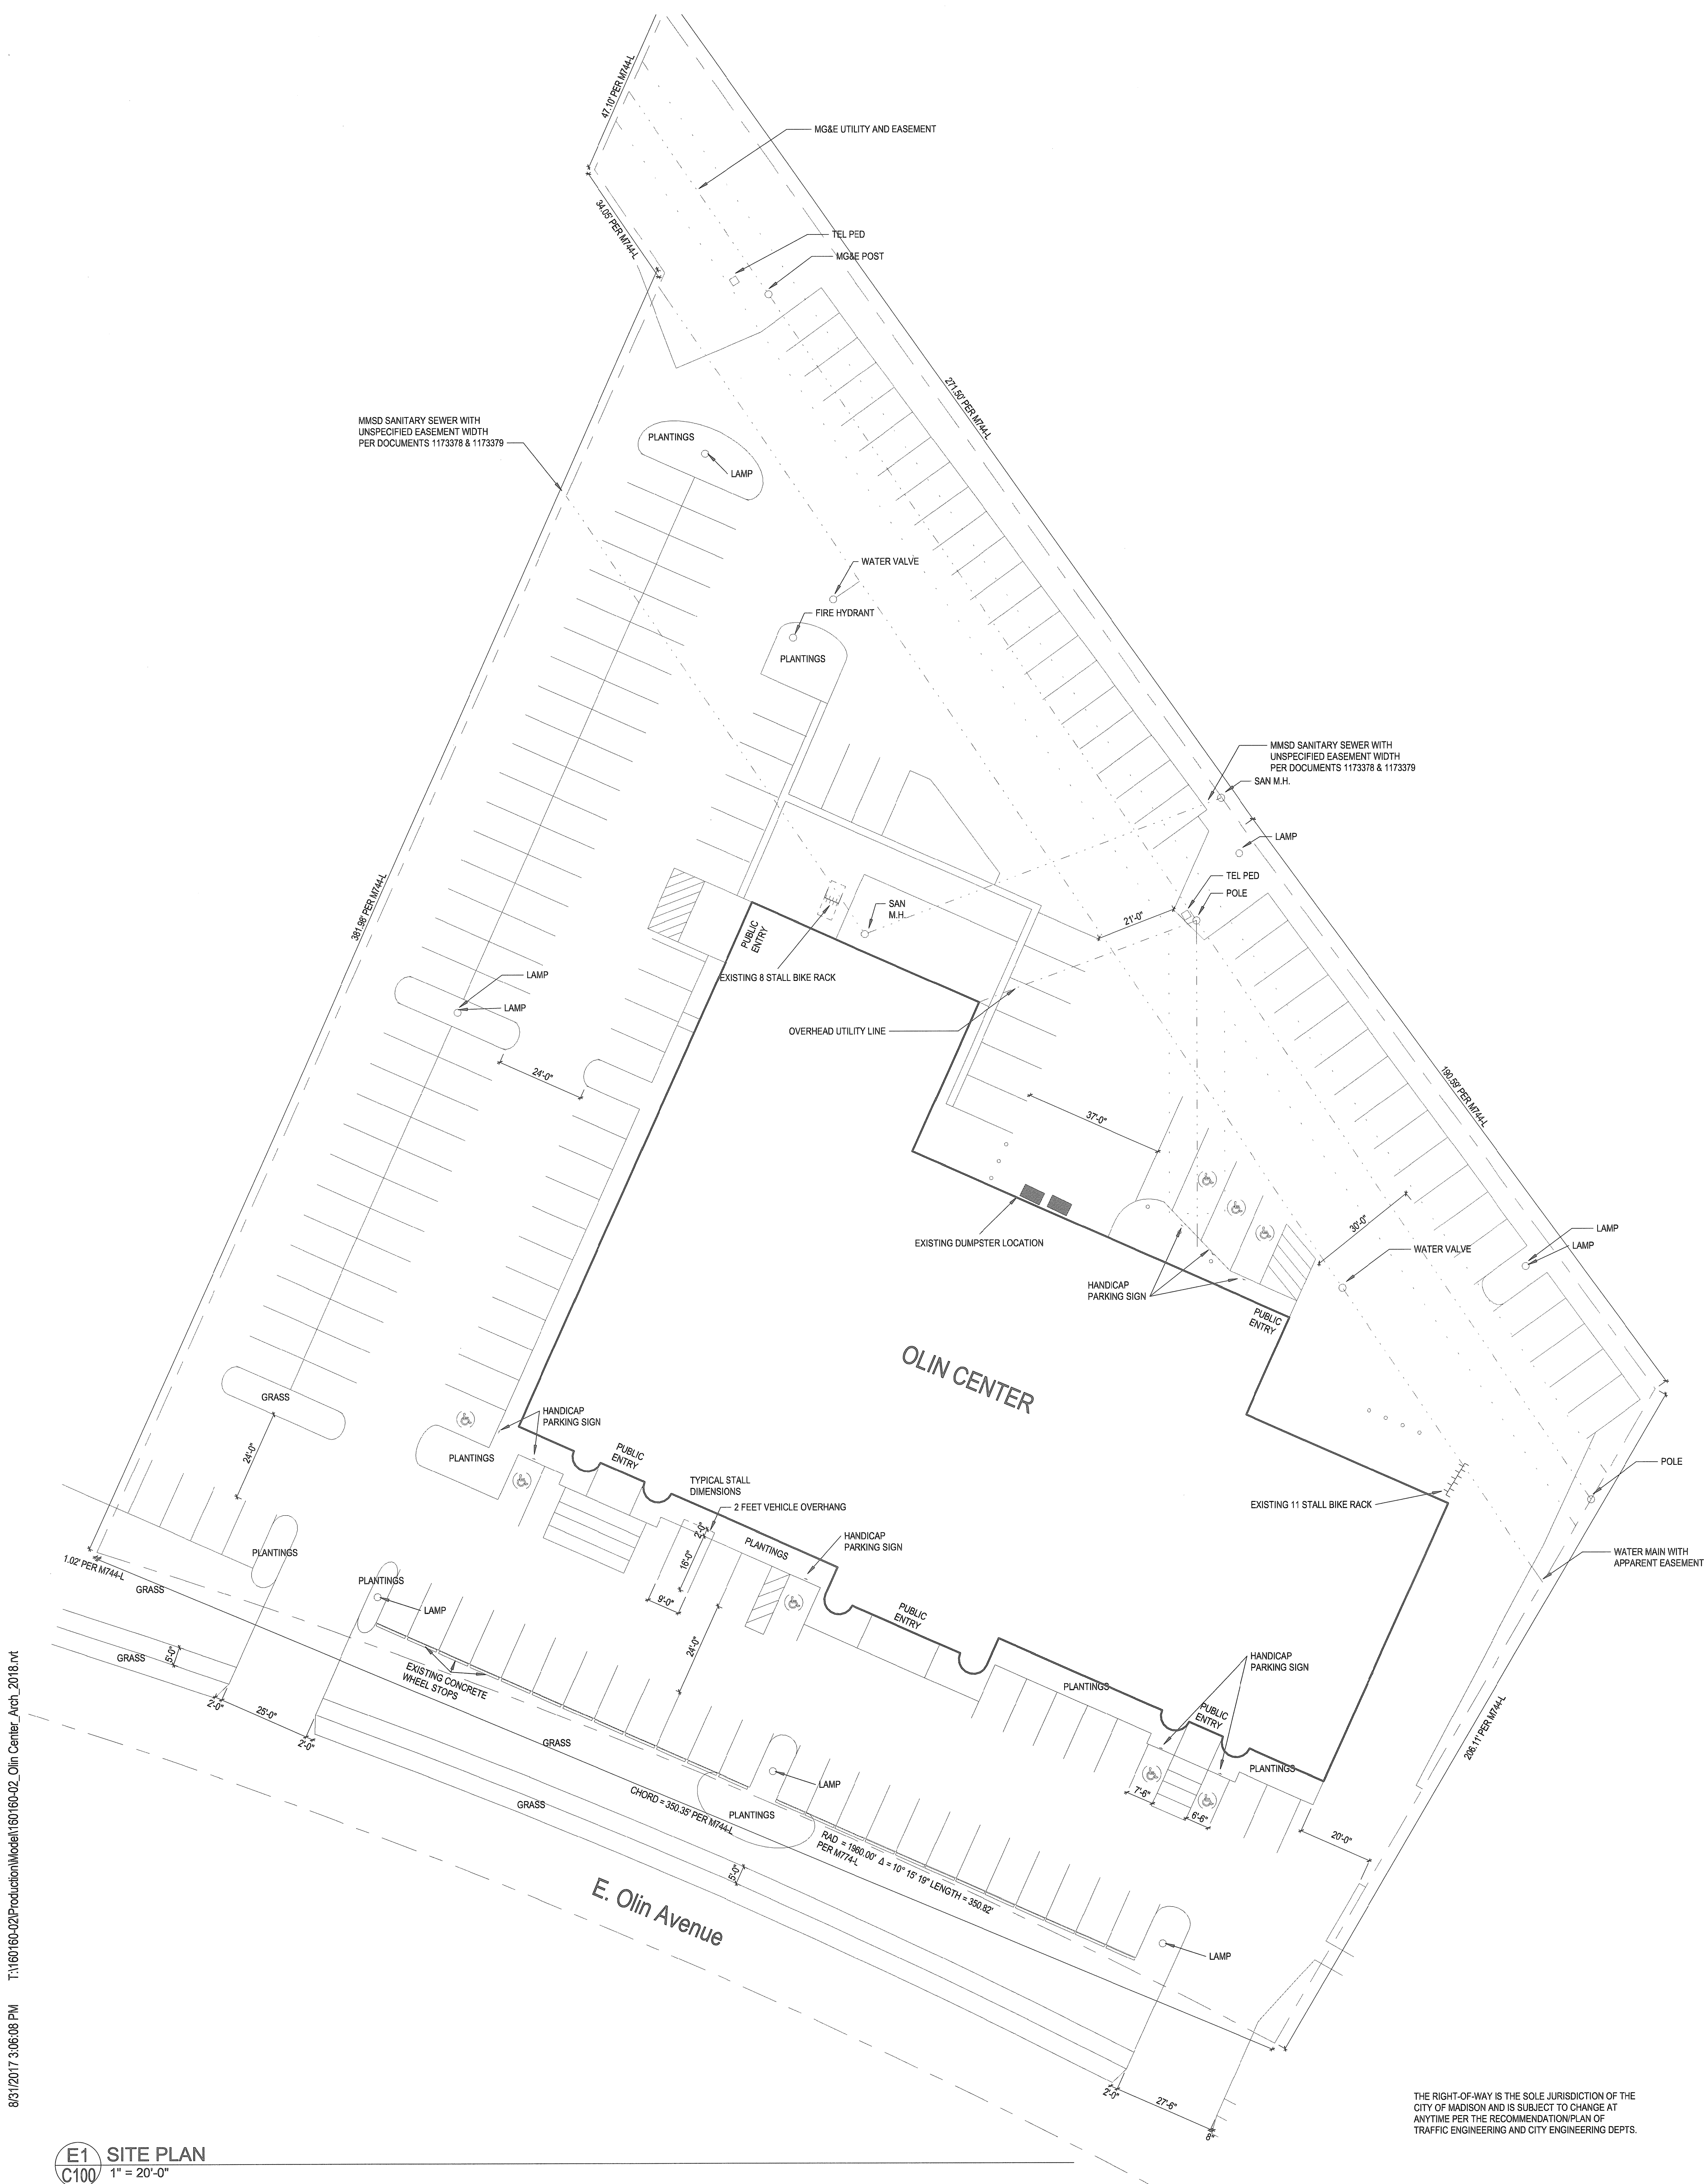 47.10' PER M744-L
MG&E UTILITY AND EASEMENT
34.05' PER M744-L
TEL PED
MG&E POST
271.50' PER M744-L
MMSD SANITARY SEWER WITH
UNSPECIFIED EASEMENT WIDTH
PER DOCUMENTS 1173378 & 1173379
PLANTINGS
LAMP
WATER VALVE
FIRE HYDRANT
PLANTINGS
MMSD SANITARY SEWER WITH
UNSPECIFIED EASEMENT WIDTH
PER DOCUMENTS 1173378 & 1173379
SAN M.H.
LAMP
TEL PED
POLE
381.98' PER M744-L
SAN
M.H.
21'-0"
PUBLIC
ENTRY
EXISTING 8 STALL BIKE RACK
LAMP
LAMP
OVERHEAD UTILITY LINE
24'-0"
37'-0"
190.59' PER M744-L
EXISTING DUMPSTER LOCATION
30'-0"
LAMP
LAMP
WATER VALVE
HANDICAP
PARKING SIGN
PUBLIC
ENTRY
OLIN CENTER
GRASS
HANDICAP
PARKING SIGN
24'-0"
PLANTINGS
PUBLIC
ENTRY
TYPICAL STALL
DIMENSIONS
2 FEET VEHICLE OVERHANG
2'-0"
16'-0"
9'-0"
PLANTINGS
HANDICAP
PARKING SIGN
EXISTING 11 STALL BIKE RACK
POLE
WATER MAIN WITH
APPARENT EASEMENT
1.02' PER M744-L
GRASS
PLANTINGS
PLANTINGS
LAMP
PUBLIC
ENTRY
24'-0"
GRASS
5'-0"
EXISTING CONCRETE
WHEEL STOPS
HANDICAP
PARKING SIGN
PLANTINGS
2'-0"
25'-0"
2'-0"
PUBLIC
ENTRY
206.11' PER M744-L
GRASS
PLANTINGS
LAMP
7'-6"
6'-6"
CHORD = 350.35' PER M744-L
GRASS
PLANTINGS
20'-0"
RAD = 1960.00' Δ = 10° 15' 19" LENGTH = 350.82'
PER M774-L
5'-0"
E. Olin Avenue
LAMP
2'-0"
27'-6"
8"
THE RIGHT-OF-WAY IS THE SOLE JURISDICTION OF THE
CITY OF MADISON AND IS SUBJECT TO CHANGE AT
ANYTIME PER THE RECOMMENDATION/PLAN OF
TRAFFIC ENGINEERING AND CITY ENGINEERING DEPTS.
8/31/2017 3:06:08 PM T:\160160-02\Production\Model\160160-02_Olin Center_Arch_2018.rvt
E1
C100
SITE PLAN
1" = 20'-0"